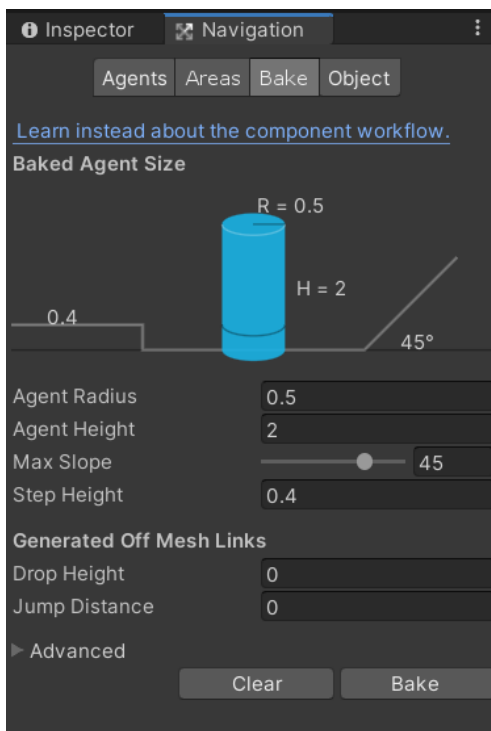 Inspector Navigation
Agents Areas Bake Object
Learn instead about the component workflow.
Baked Agent Size
R = 0.5
H = 2
0.4
45°
Agent Radius 0.5
Agent Height 2
Max Slope 45
Step Height 0.4
Generated Off Mesh Links
Drop Height 0
Jump Distance 0
Advanced
Clear Bake